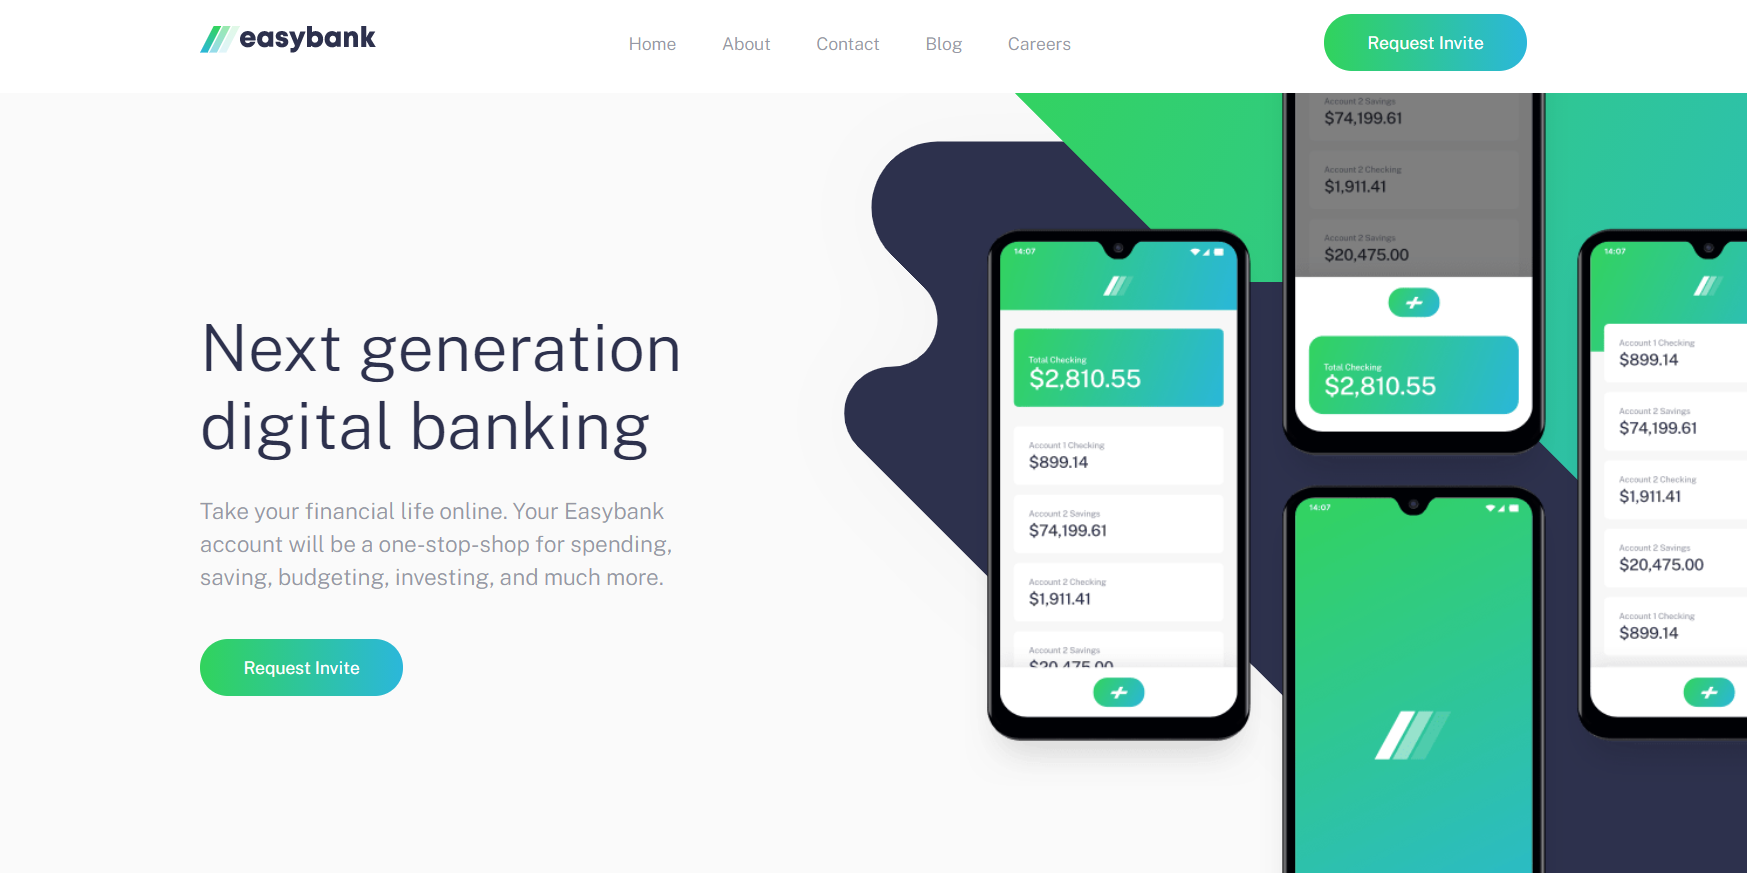 easybank
Home
About
Contact
Blog
Careers
Request Invite
Next generation
digital banking
Take your financial life online. Your Easybank
account will be a one-stop-shop for spending,
saving, budgeting, investing, and much more.
Request Invite
14:07
Total Checking
$2,810.55
Account 1 Checking
$899.14
Account 2 Savings
$74,199.61
Account 2 Checking
$1,911.41
Account 2 Savings
$20,475.00
Account 2 Savings
$74,199.61
Account 2 Checking
$1,911.41
Account 2 Savings
$20,475.00
Total Checking
$2,810.55
14:07
14:07
Account 1 Checking
$899.14
Account 2 Savings
$74,199.61
Account 2 Checking
$1,911.41
Account 2 Savings
$20,475.00
Account 1 Checking
$899.14